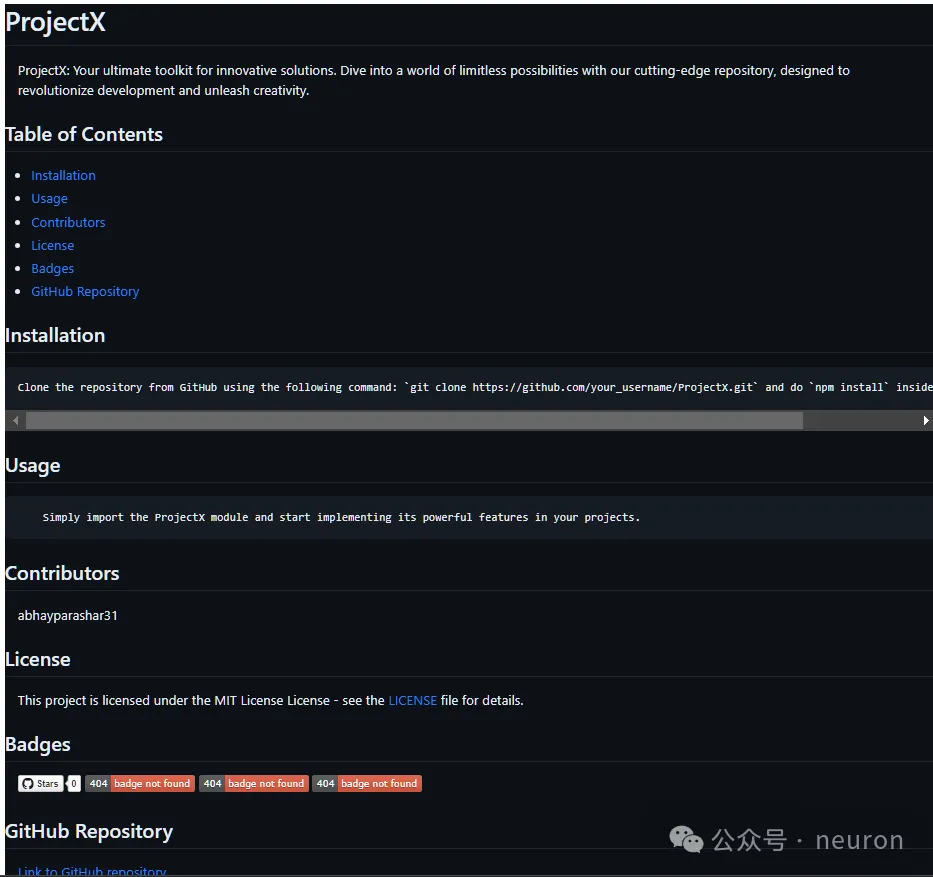 ProjectX
ProjectX: Your ultimate toolkit for innovative solutions. Dive into a world of limitless possibilities with our cutting-edge repository, designed to
revolutionize development and unleash creativity.
Table of Contents
Installation
Usage
Contributors
License
Badges
GitHub Repository
Installation
Clone the repository from GitHub using the following command: `git clone https://github.com/your_username/ProjectX.git` and do `npm install` inside
Usage
Simply import the ProjectX module and start implementing its powerful features in your projects.
Contributors
abhayparashar31
License
This project is licensed under the MIT License License - see the LICENSE file for details.
Badges
Stars 0 404 badge not found 404 badge not found 404 badge not found
GitHub Repository
Link to GitHub repository
公众号 · neuron